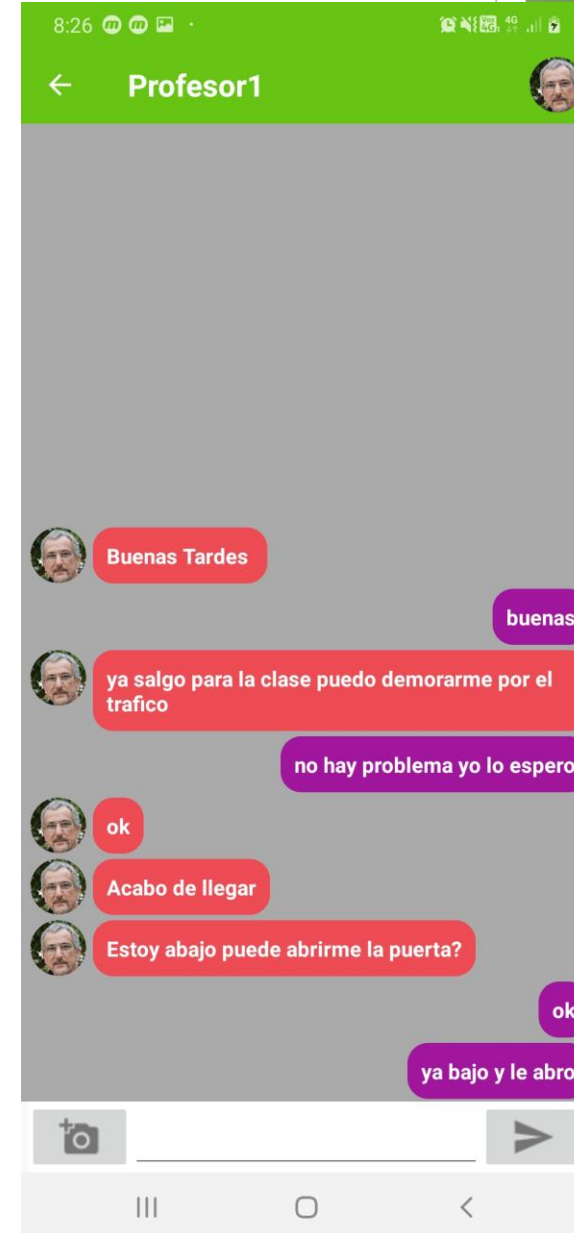 8:26
4G
Profesor1
Buenas Tardes
buenas
ya salgo para la clase puedo demorarme por el
trafico
no hay problema yo lo espero
ok
Acabo de llegar
Estoy abajo puede abrirme la puerta?
ok
ya bajo y le abro